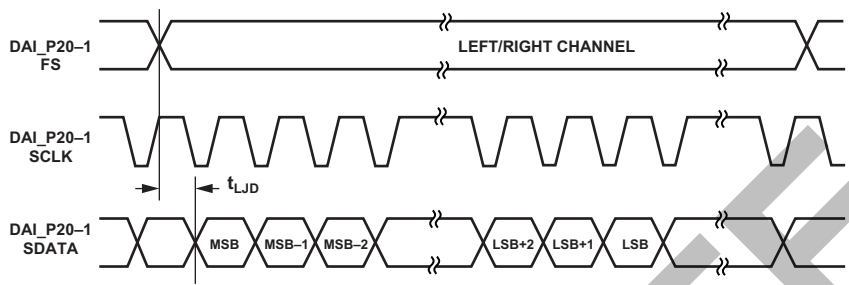 DAI_P20–1
FS
LEFT/RIGHT CHANNEL
DAI_P20–1
SCLK
tLJD
DAI_P20–1
SDATA
MSB
MSB–1
MSB–2
LSB+2
LSB+1
LSB